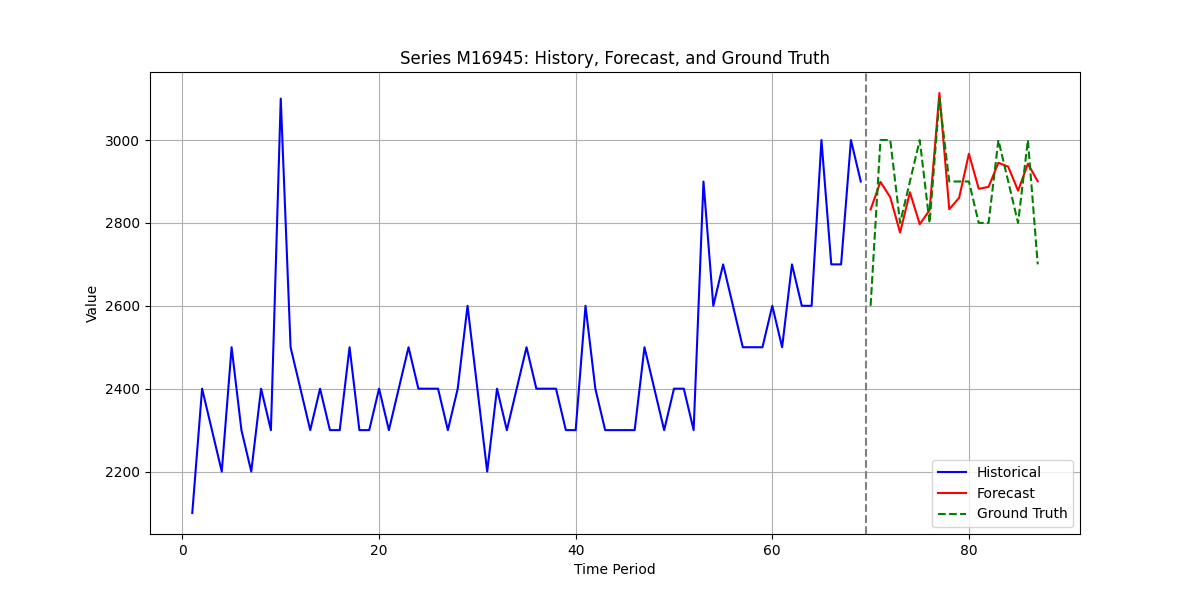 Series M16945: History, Forecast, and Ground Truth
3000
2800
2600
2400
2200
Value
0
20
40
60
80
Time Period
Historical
Forecast
Ground Truth